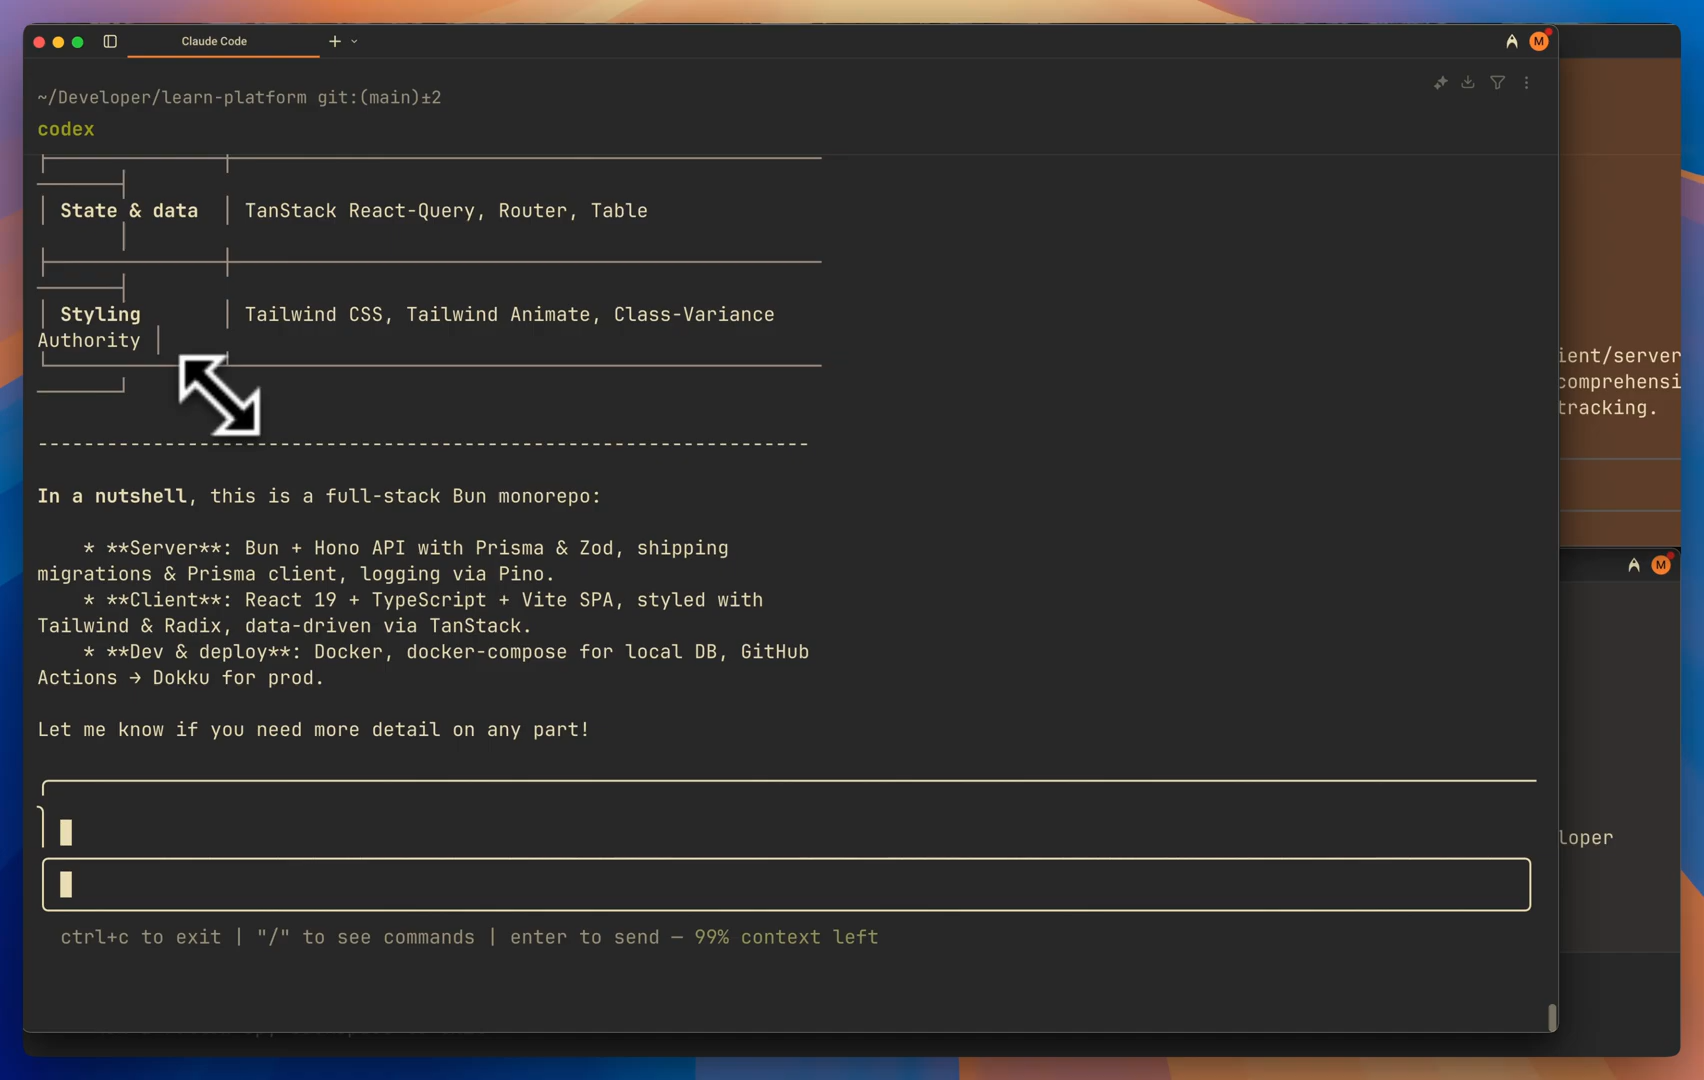 Claude Code
M
~/Developer/learn-platform git:(main)±2
codex
State & data │ TanStack React-Query, Router, Table
Styling │ Tailwind CSS, Tailwind Animate, Class-Variance
Authority │
-------------------------------------------------------------------
In a nutshell, this is a full-stack Bun monorepo:
* **Server**: Bun + Hono API with Prisma & Zod, shipping
migrations & Prisma client, logging via Pino.
* **Client**: React 19 + TypeScript + Vite SPA, styled with
Tailwind & Radix, data-driven via TanStack.
* **Dev & deploy**: Docker, docker-compose for local DB, GitHub
Actions → Dokku for prod.
Let me know if you need more detail on any part!
ctrl+c to exit | "/" to see commands | enter to send — 99% context left
ient/server
comprehensi
tracking.
M
loper